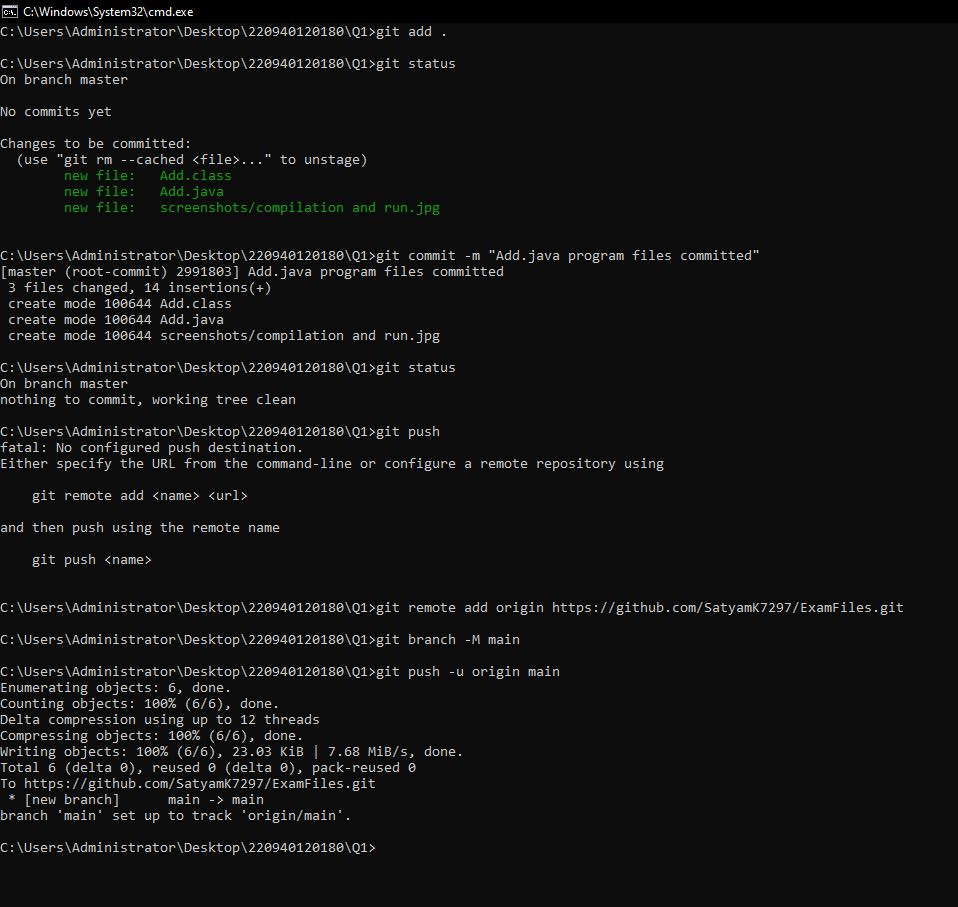 C:\Windows\System32\cmd.exe
C:\Users\Administrator\Desktop\220940120180\Q1>git add .
C:\Users\Administrator\Desktop\220940120180\Q1>git status
On branch master
No commits yet
Changes to be committed:
  (use "git rm --cached <file>..." to unstage)
        new file:   Add.class
        new file:   Add.java
        new file:   screenshots/compilation and run.jpg
C:\Users\Administrator\Desktop\220940120180\Q1>git commit -m "Add.java program files committed"
[master (root-commit) 2991803] Add.java program files committed
 3 files changed, 14 insertions(+)
 create mode 100644 Add.class
 create mode 100644 Add.java
 create mode 100644 screenshots/compilation and run.jpg
C:\Users\Administrator\Desktop\220940120180\Q1>git status
On branch master
nothing to commit, working tree clean
C:\Users\Administrator\Desktop\220940120180\Q1>git push
fatal: No configured push destination.
Either specify the URL from the command-line or configure a remote repository using
    git remote add <name> <url>
and then push using the remote name
    git push <name>
C:\Users\Administrator\Desktop\220940120180\Q1>git remote add origin https://github.com/SatyamK7297/ExamFiles.git
C:\Users\Administrator\Desktop\220940120180\Q1>git branch -M main
C:\Users\Administrator\Desktop\220940120180\Q1>git push -u origin main
Enumerating objects: 6, done.
Counting objects: 100% (6/6), done.
Delta compression using up to 12 threads
Compressing objects: 100% (6/6), done.
Writing objects: 100% (6/6), 23.03 KiB | 7.68 MiB/s, done.
Total 6 (delta 0), reused 0 (delta 0), pack-reused 0
To https://github.com/SatyamK7297/ExamFiles.git
 * [new branch]      main -> main
branch 'main' set up to track 'origin/main'.
C:\Users\Administrator\Desktop\220940120180\Q1>